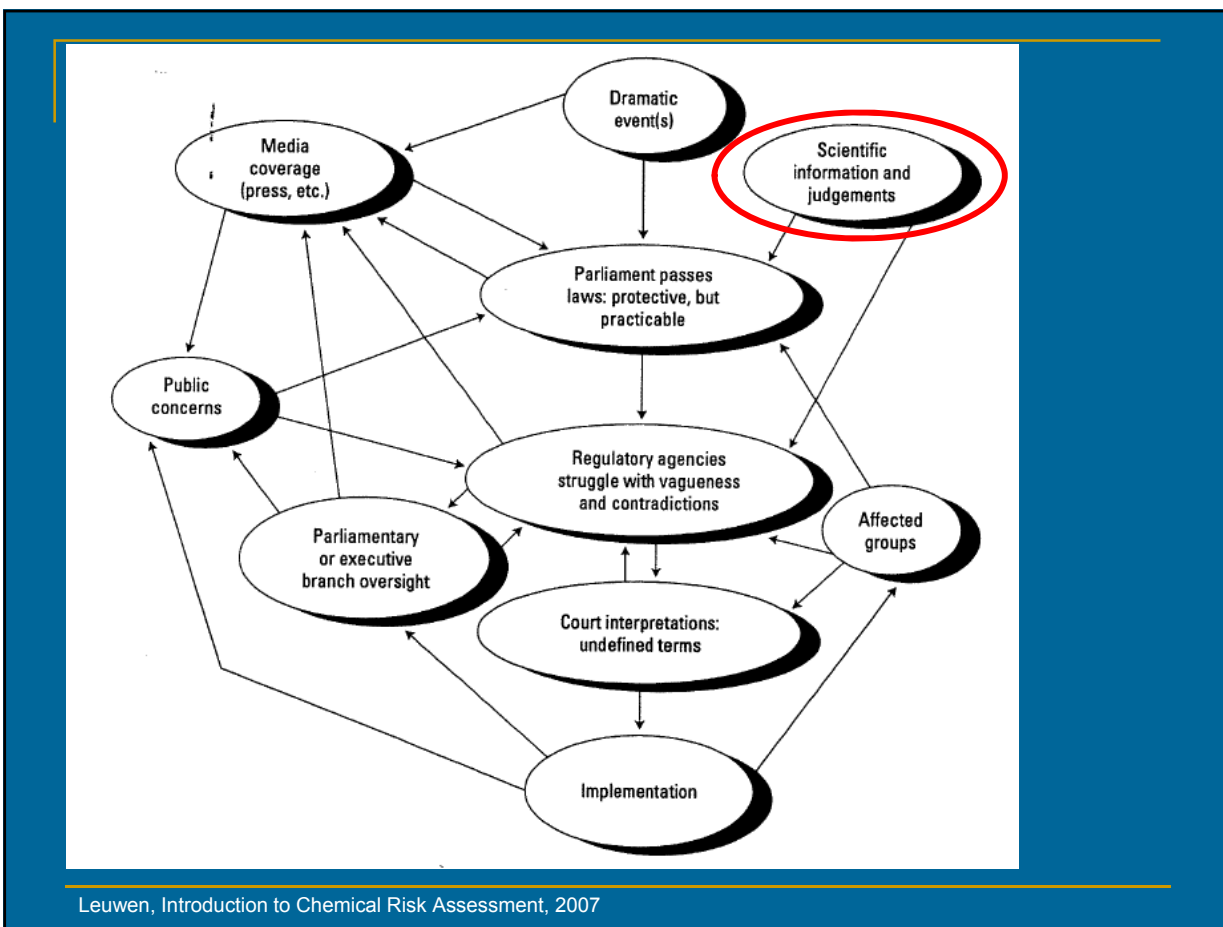 Dramatic
event(s)
Media
coverage
(press, etc.)
Scientific
information and
judgements
Parliament passes
laws: protective, but
practicable
Public
concerns
Regulatory agencies
struggle with vagueness
and contradictions
Affected
groups
Parliamentary
or executive
branch oversight
Court interpretations:
undefined terms
Implementation
Leuwen, Introduction to Chemical Risk Assessment, 2007